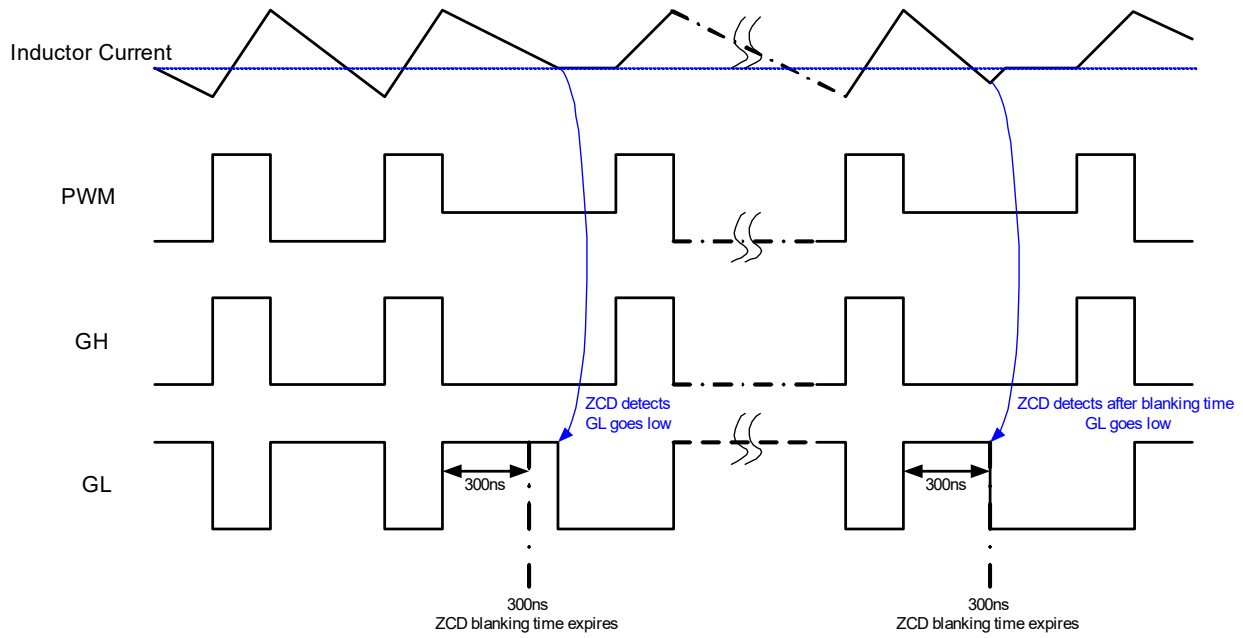 Inductor Current
PWM
GH
ZCD detects
GL goes low
ZCD detects after blanking time
GL goes low
GL
300ns
300ns
300ns
ZCD blanking time expires
300ns
ZCD blanking time expires